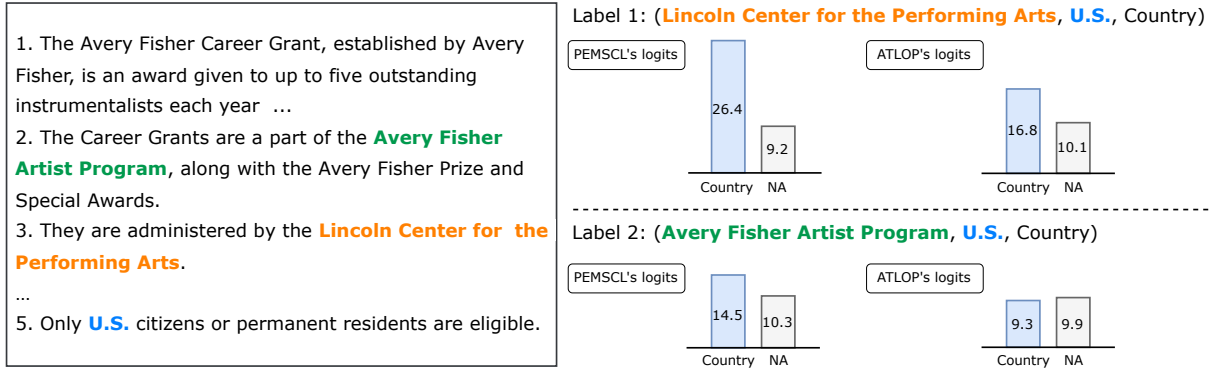 1. The Avery Fisher Career Grant, established by Avery
Fisher, is an award given to up to five outstanding
instrumentalists each year ...
2. The Career Grants are a part of the Avery Fisher
Artist Program, along with the Avery Fisher Prize and
Special Awards.
3. They are administered by the Lincoln Center for the
Performing Arts.
...
5. Only U.S. citizens or permanent residents are eligible.
Label 1: (Lincoln Center for the Performing Arts, U.S., Country)
PEMSCL's logits
26.4
9.2
Country NA
ATLOP's logits
16.8
10.1
Country NA
Label 2: (Avery Fisher Artist Program, U.S., Country)
PEMSCL's logits
14.5
10.3
Country NA
ATLOP's logits
9.3
9.9
Country NA